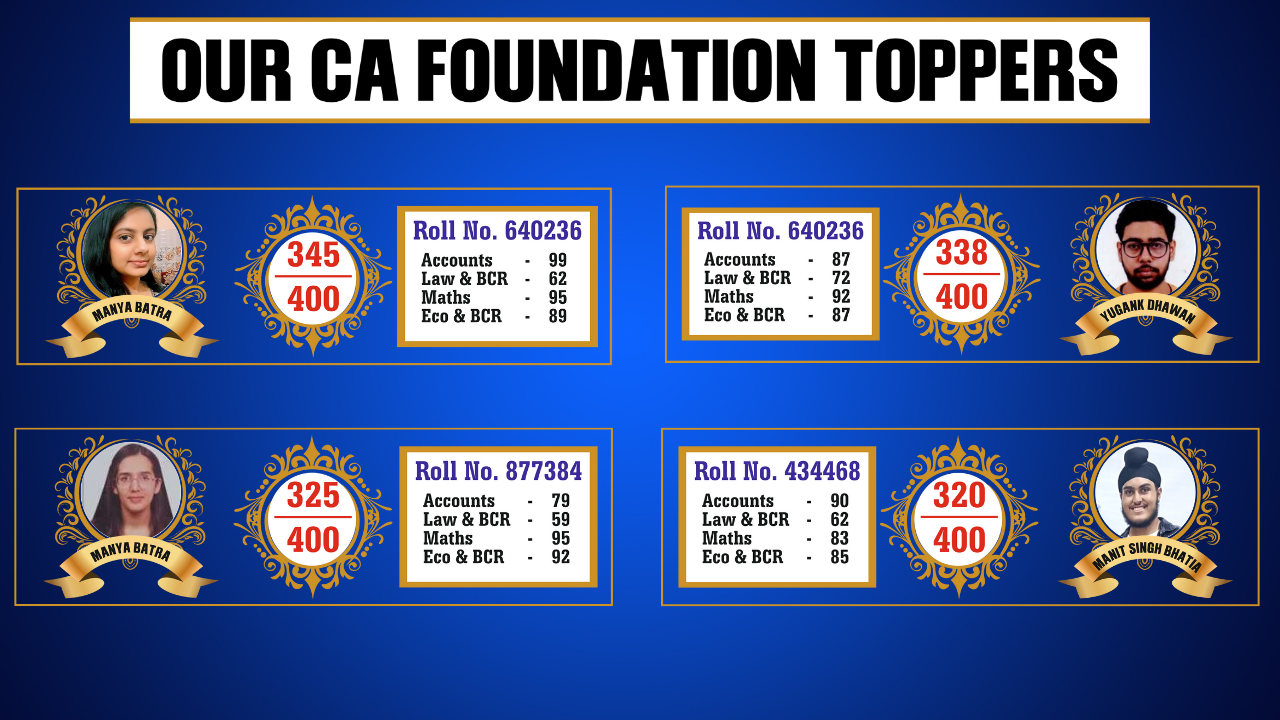 OUR CA FOUNDATION TOPPERS
MANYA BATRA
345
400
Roll No. 640236
Accounts - 99
Law & BCR - 62
Maths - 95
Eco & BCR - 89
Roll No. 640236
Accounts - 87
Law & BCR - 72
Maths - 92
Eco & BCR - 87
338
400
YUGANK DHAWAN
MANYA BATRA
325
400
Roll No. 877384
Accounts - 79
Law & BCR - 59
Maths - 95
Eco & BCR - 92
Roll No. 434468
Accounts - 90
Law & BCR - 62
Maths - 83
Eco & BCR - 85
320
400
MANIT SINGH BHATIA